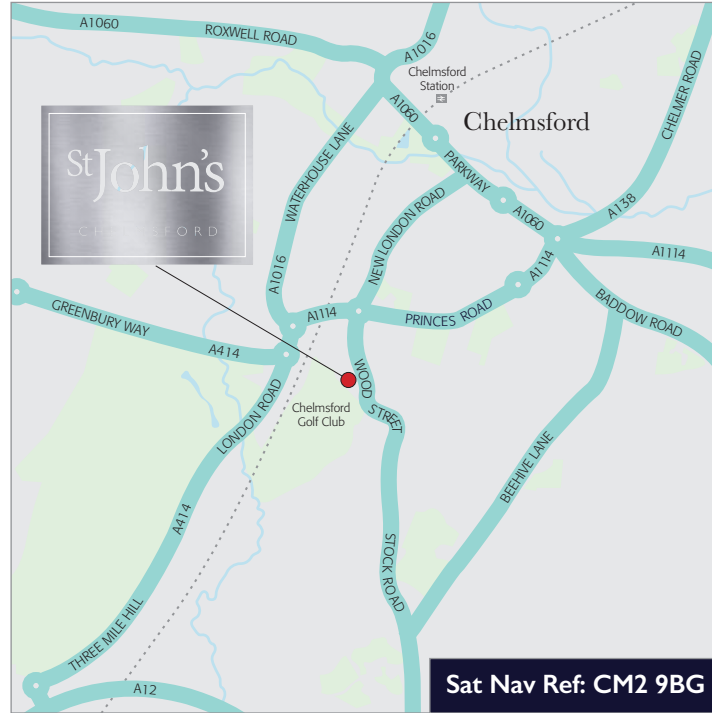 A1060
ROXWELL ROAD
A1016
Chelmsford
Station
A1060
Chelmsford
CHELMER ROAD
St John's
CHELMSFORD
WATERHOUSE LANE
PARKWAY
NEW LONDON ROAD
A1060
A138
A1114
A1016
A1114
GREENBURY WAY
A1114
PRINCES ROAD
BADDOW ROAD
A414
WOOD
STREET
Chelmsford
Golf Club
LONDON ROAD
BEEHIVE LANE
A414
STOCK ROAD
THREE MILE HILL
A12
Sat Nav Ref: CM2 9BG